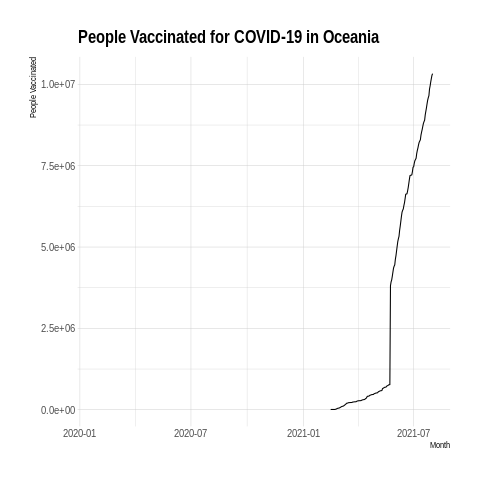 People Vaccinated for COVID-19 in Oceania
People Vaccinated
1.0e+07
7.5e+06
5.0e+06
2.5e+06
0.0e+00
2020-01
2020-07
2021-01
2021-07
Month